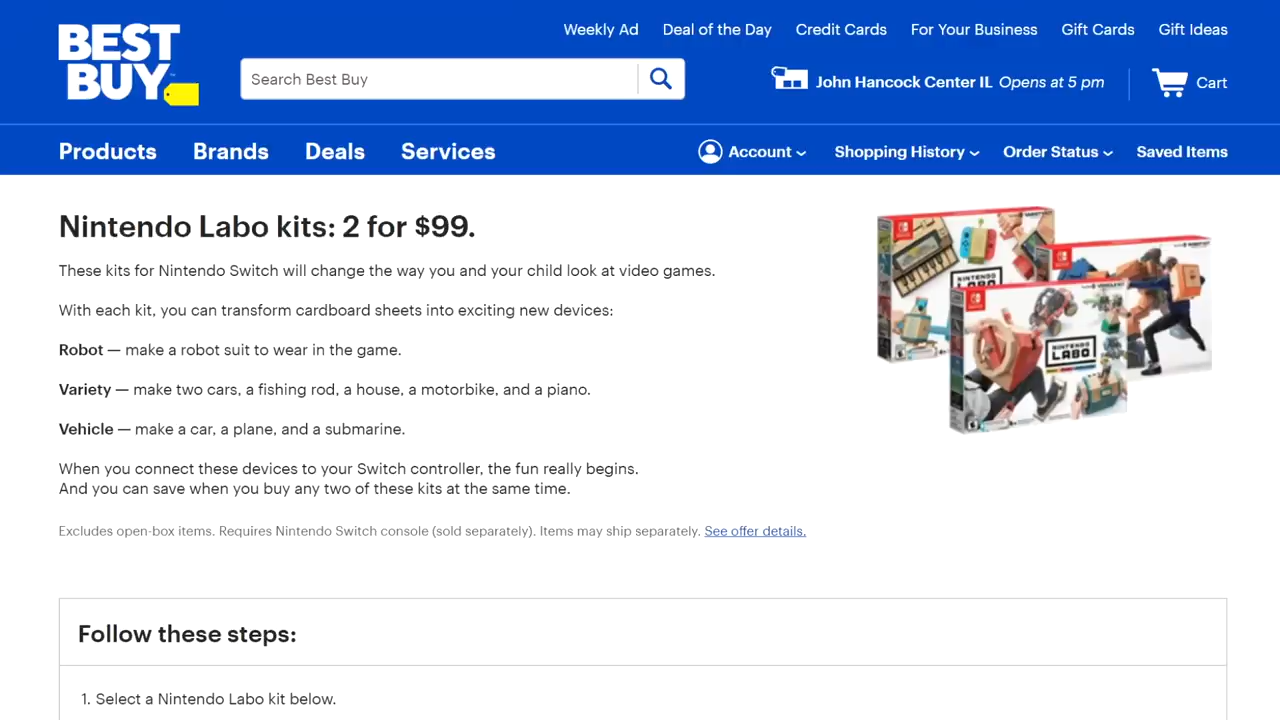 Weekly Ad Deal of the Day Credit Cards For Your Business Gift Cards Gift Ideas
BEST
BUY
Search Best Buy
John Hancock Center IL Opens at 5 pm
Cart
Products Brands Deals Services
Account Shopping History Order Status Saved Items
Nintendo Labo kits: 2 for $99.
These kits for Nintendo Switch will change the way you and your child look at video games.
With each kit, you can transform cardboard sheets into exciting new devices:
Robot — make a robot suit to wear in the game.
Variety — make two cars, a fishing rod, a house, a motorbike, and a piano.
Vehicle — make a car, a plane, and a submarine.
When you connect these devices to your Switch controller, the fun really begins.
And you can save when you buy any two of these kits at the same time.
Excludes open-box items. Requires Nintendo Switch console (sold separately). Items may ship separately. See offer details.
NINTENDO
LABO
NINTENDO
LABO
Follow these steps:
1. Select a Nintendo Labo kit below.